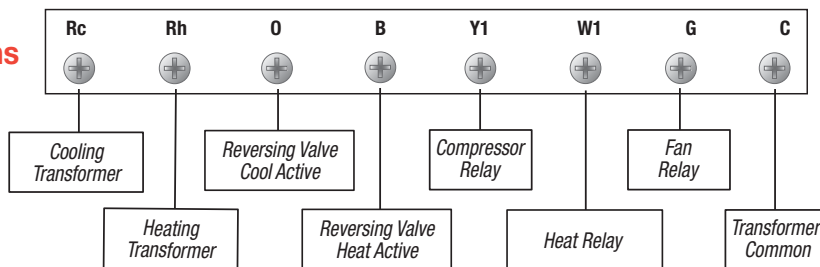 ns
Rc Rh O B Y1 W1 G C
Cooling
Transformer
Reversing Valve
Cool Active
Compressor
Relay
Fan
Relay
Heating
Transformer
Reversing Valve
Heat Active
Heat Relay
Transformer
Common